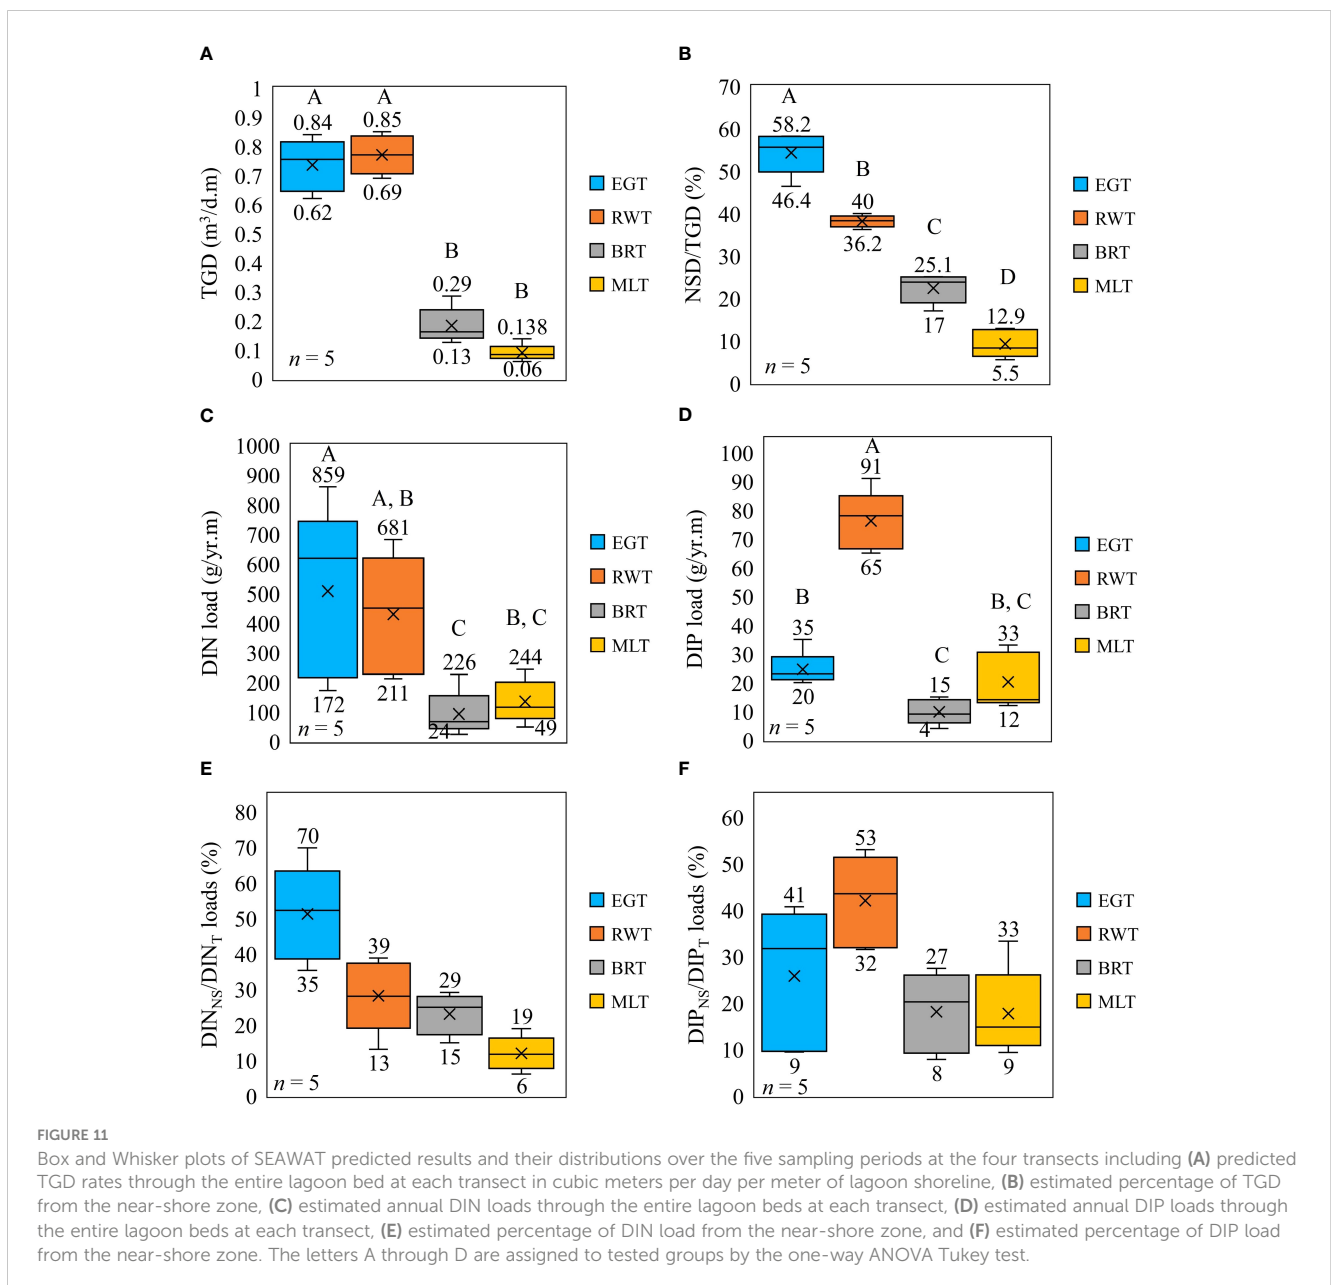 A
TGD (m³/d.m)
1
0.9
0.8
0.7
0.6
0.5
0.4
0.3
0.2
0.1
0
A
0.84
0.62
A
0.85
0.69
B
0.29
0.13
B
0.138
0.06
n = 5
EGT
RWT
BRT
MLT
B
NSD/TGD (%)
70
60
50
40
30
20
10
0
A
58.2
46.4
B
40
36.2
C
25.1
17
D
12.9
5.5
n = 5
EGT
RWT
BRT
MLT
C
DIN load (g/yr.m)
1000
900
800
700
600
500
400
300
200
100
0
A
859
172
A, B
681
211
C
226
24
B, C
244
49
n = 5
EGT
RWT
BRT
MLT
D
DIP load (g/yr.m)
100
90
80
70
60
50
40
30
20
10
0
B
35
20
A
91
65
C
15
4
B, C
33
12
n = 5
EGT
RWT
BRT
MLT
E
DIN_NS/DIN_T loads (%)
80
70
60
50
40
30
20
10
0
70
35
39
13
29
15
19
6
n = 5
EGT
RWT
BRT
MLT
F
DIP_NS/DIP_T loads (%)
60
50
40
30
20
10
0
41
9
53
32
27
8
33
9
n = 5
EGT
RWT
BRT
MLT
FIGURE 11
Box and Whisker plots of SEAWAT predicted results and their distributions over the five sampling periods at the four transects including (A) predicted
TGD rates through the entire lagoon bed at each transect in cubic meters per day per meter of lagoon shoreline, (B) estimated percentage of TGD
from the near-shore zone, (C) estimated annual DIN loads through the entire lagoon beds at each transect, (D) estimated annual DIP loads through
the entire lagoon beds at each transect, (E) estimated percentage of DIN load from the near-shore zone, and (F) estimated percentage of DIP load
from the near-shore zone. The letters A through D are assigned to tested groups by the one-way ANOVA Tukey test.